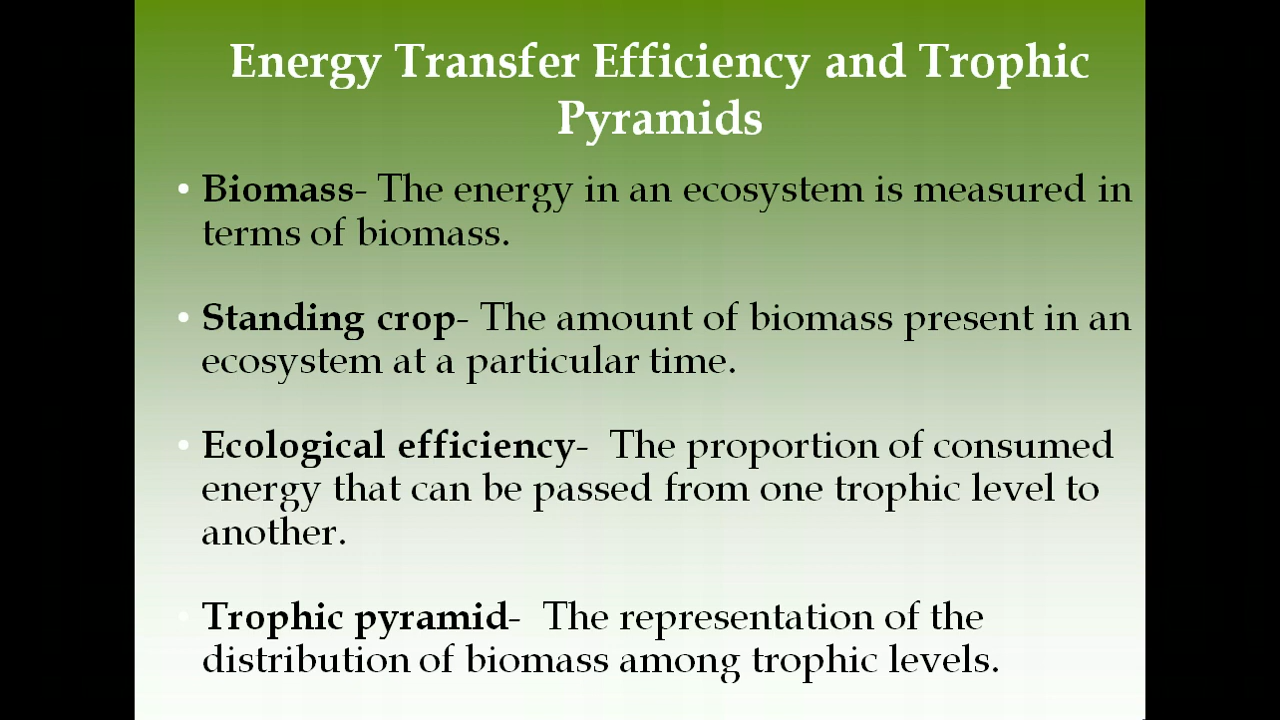 Energy Transfer Efficiency and Trophic
Pyramids
• Biomass- The energy in an ecosystem is measured in
terms of biomass.
• Standing crop- The amount of biomass present in an
ecosystem at a particular time.
• Ecological efficiency-  The proportion of consumed
energy that can be passed from one trophic level to
another.
• Trophic pyramid-  The representation of the
distribution of biomass among trophic levels.